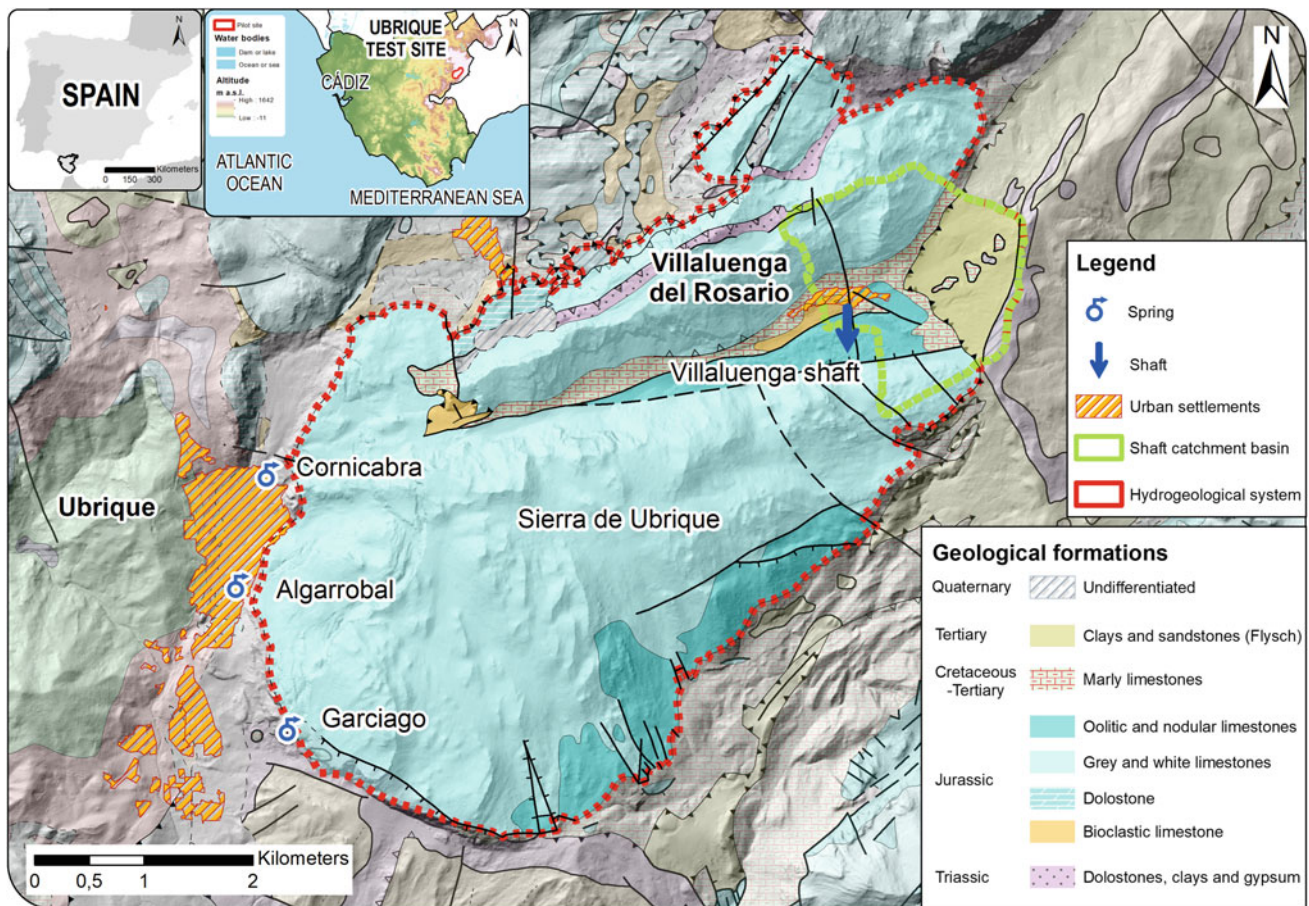 SPAIN
N
Kilometers
0 150 300
Pilot site
Water bodies
Dam or lake
Ocean or sea
Altitude
m a.s.l.
High : 1642
Low : -11
UBRIQUE
TEST SITE
N
CÁDIZ
ATLANTIC
OCEAN
MEDITERRANEAN SEA
N
Villaluenga
del Rosario
Villaluenga shaft
Cornicabra
Ubrique
Sierra de Ubrique
Algarrobal
Garciago
Kilometers
0 0,5 1 2
Legend
Spring
Shaft
Urban settlements
Shaft catchment basin
Hydrogeological system
Geological formations
Quaternary
Undifferentiated
Tertiary
Clays and sandstones (Flysch)
Cretaceous
-Tertiary
Marly limestones
Jurassic
Oolitic and nodular limestones
Grey and white limestones
Dolostone
Bioclastic limestone
Triassic
Dolostones, clays and gypsum